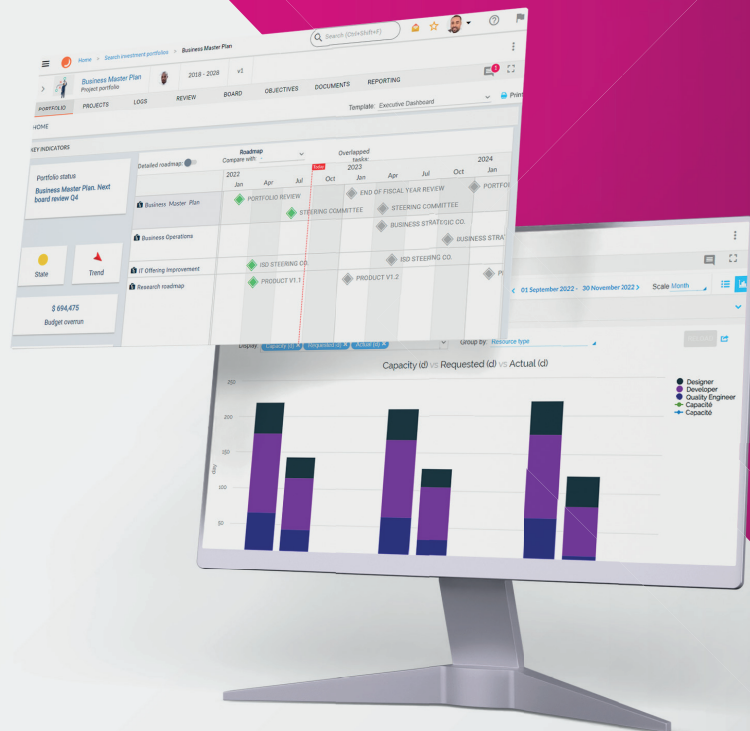 Search (Ctrl+Shift+F)
Home > Search investment portfolios > Business Master Plan
Business Master Plan
Project portfolio
2018 - 2028
v1
PORTFOLIO PROJECTS LOGS REVIEW BOARD OBJECTIVES DOCUMENTS REPORTING
HOME
Template: Executive Dashboard
Print
KEY INDICATORS
Portfolio status
Business Master Plan. Next
board review Q4
State
Trend
$ 694,475
Budget overrun
Detailed roadmap:
Roadmap
Compare with: -
Overlapped
tasks:
Today
2022 2023 2024
Jan Apr Jul Oct Jan Apr Jul Oct Jan
Business Master Plan
PORTFOLIO REVIEW
END OF FISCAL YEAR REVIEW
PORTFOL
STEERING COMMITTEE
STEERING COMMITTEE
Business Operations
BUSINESS STRATEGIC CO.
BUSINESS STRA
IT Offering Improvement
ISD STEERING CO.
ISD STEERING CO.
Research roadmap
PRODUCT V1.1
PRODUCT V1.2
< 01 September 2022 - 30 November 2022 >
Scale Month
Display Capacity (d) x Requested (d) x Actual (d) x
Group by Resource type
Capacity (d) vs Requested (d) vs Actual (d)
Designer
Developer
Quality Engineer
Capacité
Capacité
day
250
200
150
100
50